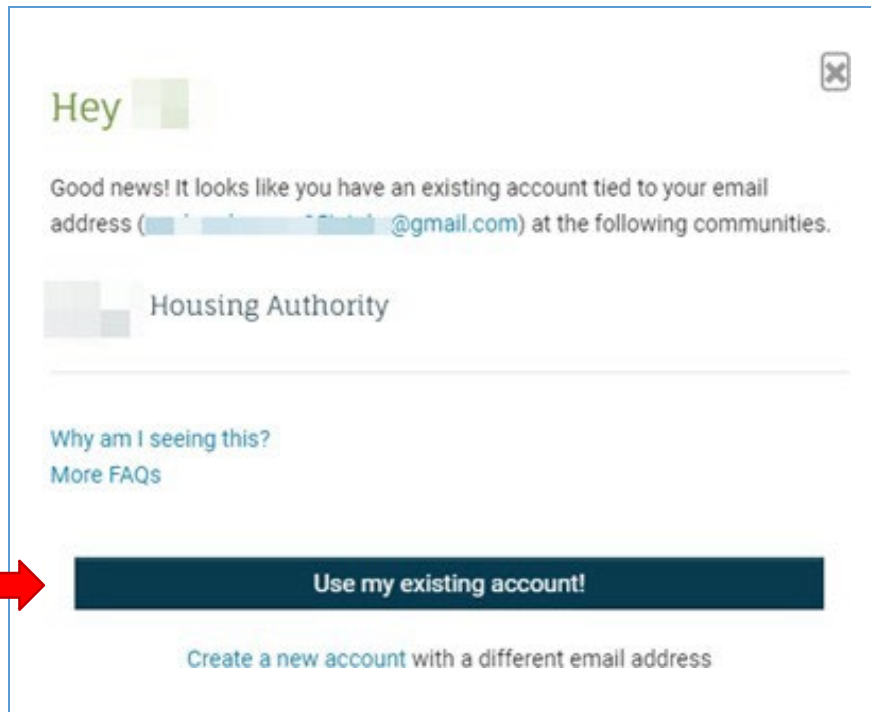 Hey
Good news! It looks like you have an existing account tied to your email
address ( @gmail.com) at the following communities.
Housing Authority
Why am I seeing this?
More FAQs
Use my existing account!
Create a new account with a different email address